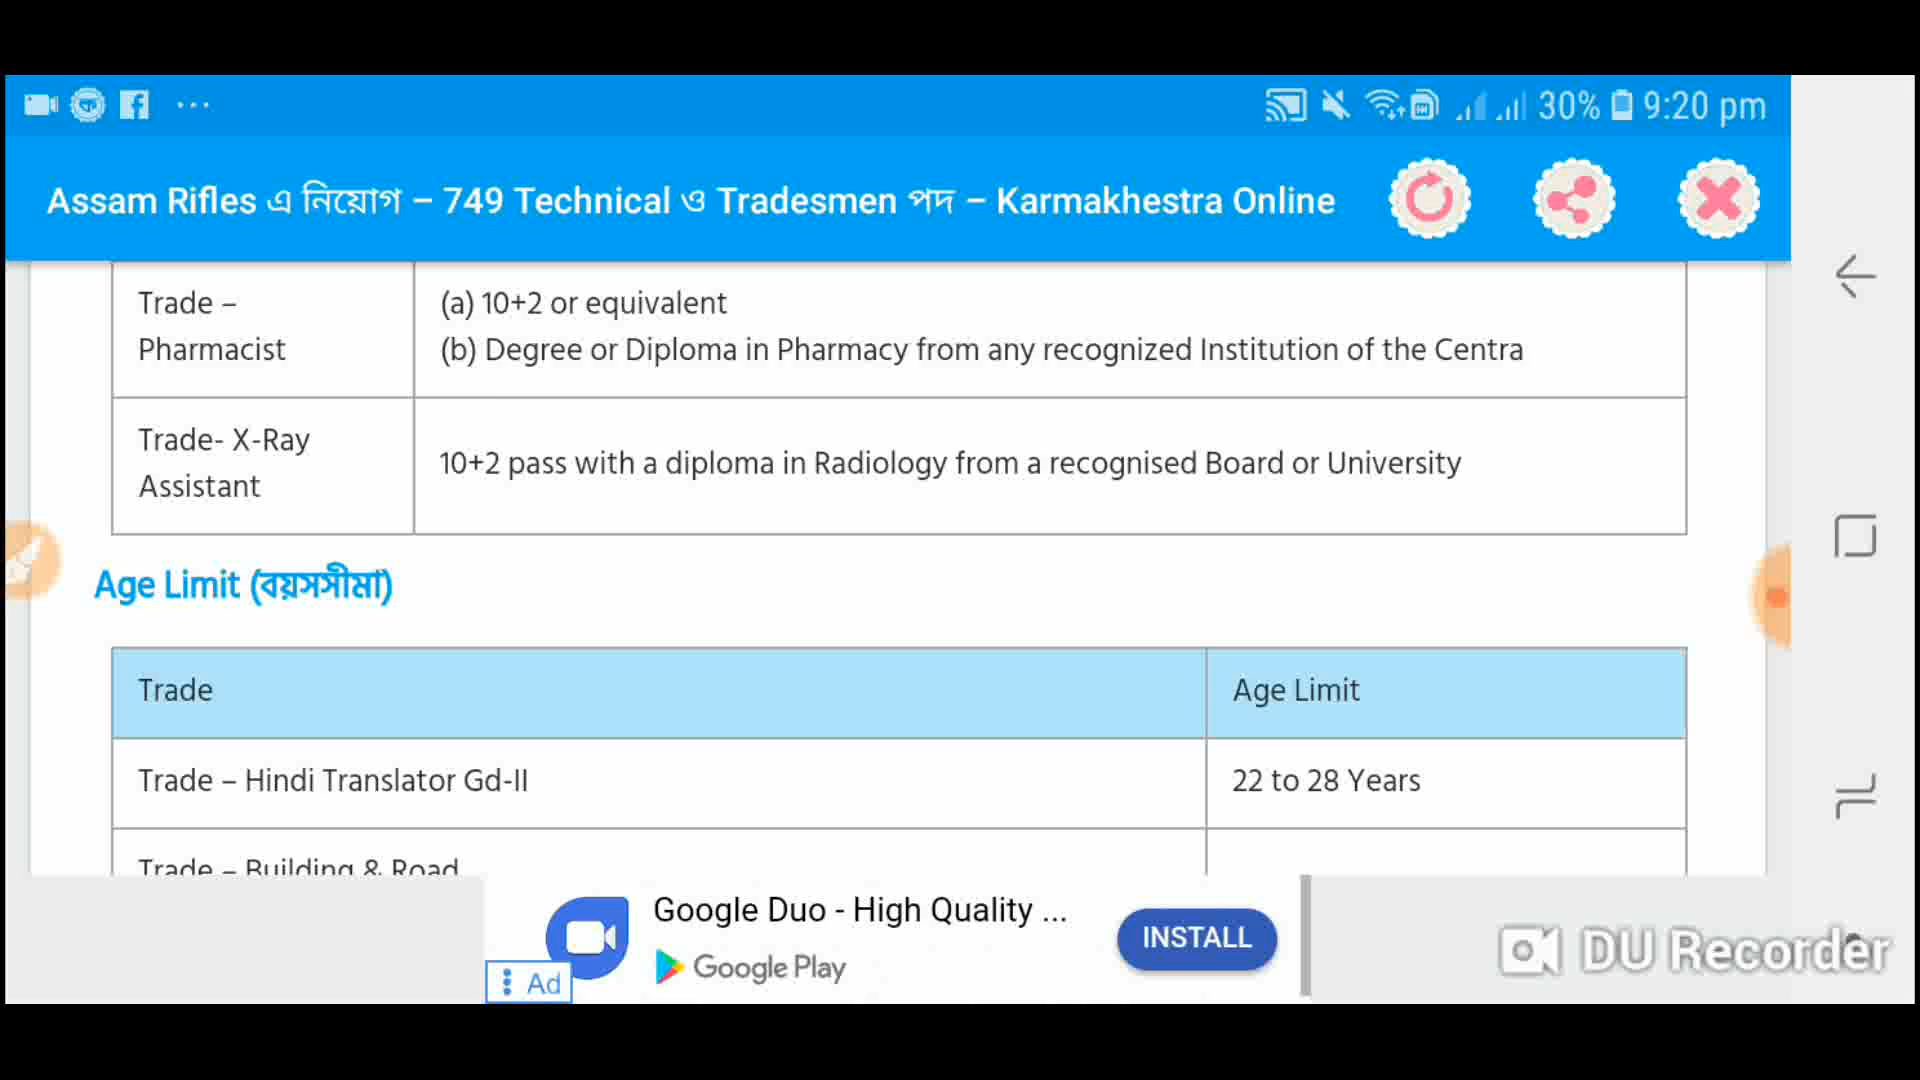 30% 9:20 pm
Assam Rifles এ নিয়োগ – 749 Technical ও Tradesmen পদ – Karmakhestra Online
Trade –
Pharmacist
(a) 10+2 or equivalent
(b) Degree or Diploma in Pharmacy from any recognized Institution of the Centra
Trade- X-Ray
Assistant
10+2 pass with a diploma in Radiology from a recognised Board or University
Age Limit (বয়সসীমা)
Trade Age Limit
Trade – Hindi Translator Gd-II 22 to 28 Years
Trade – Building & Road
Google Duo - High Quality ...
Google Play
INSTALL
Ad
DU Recorder